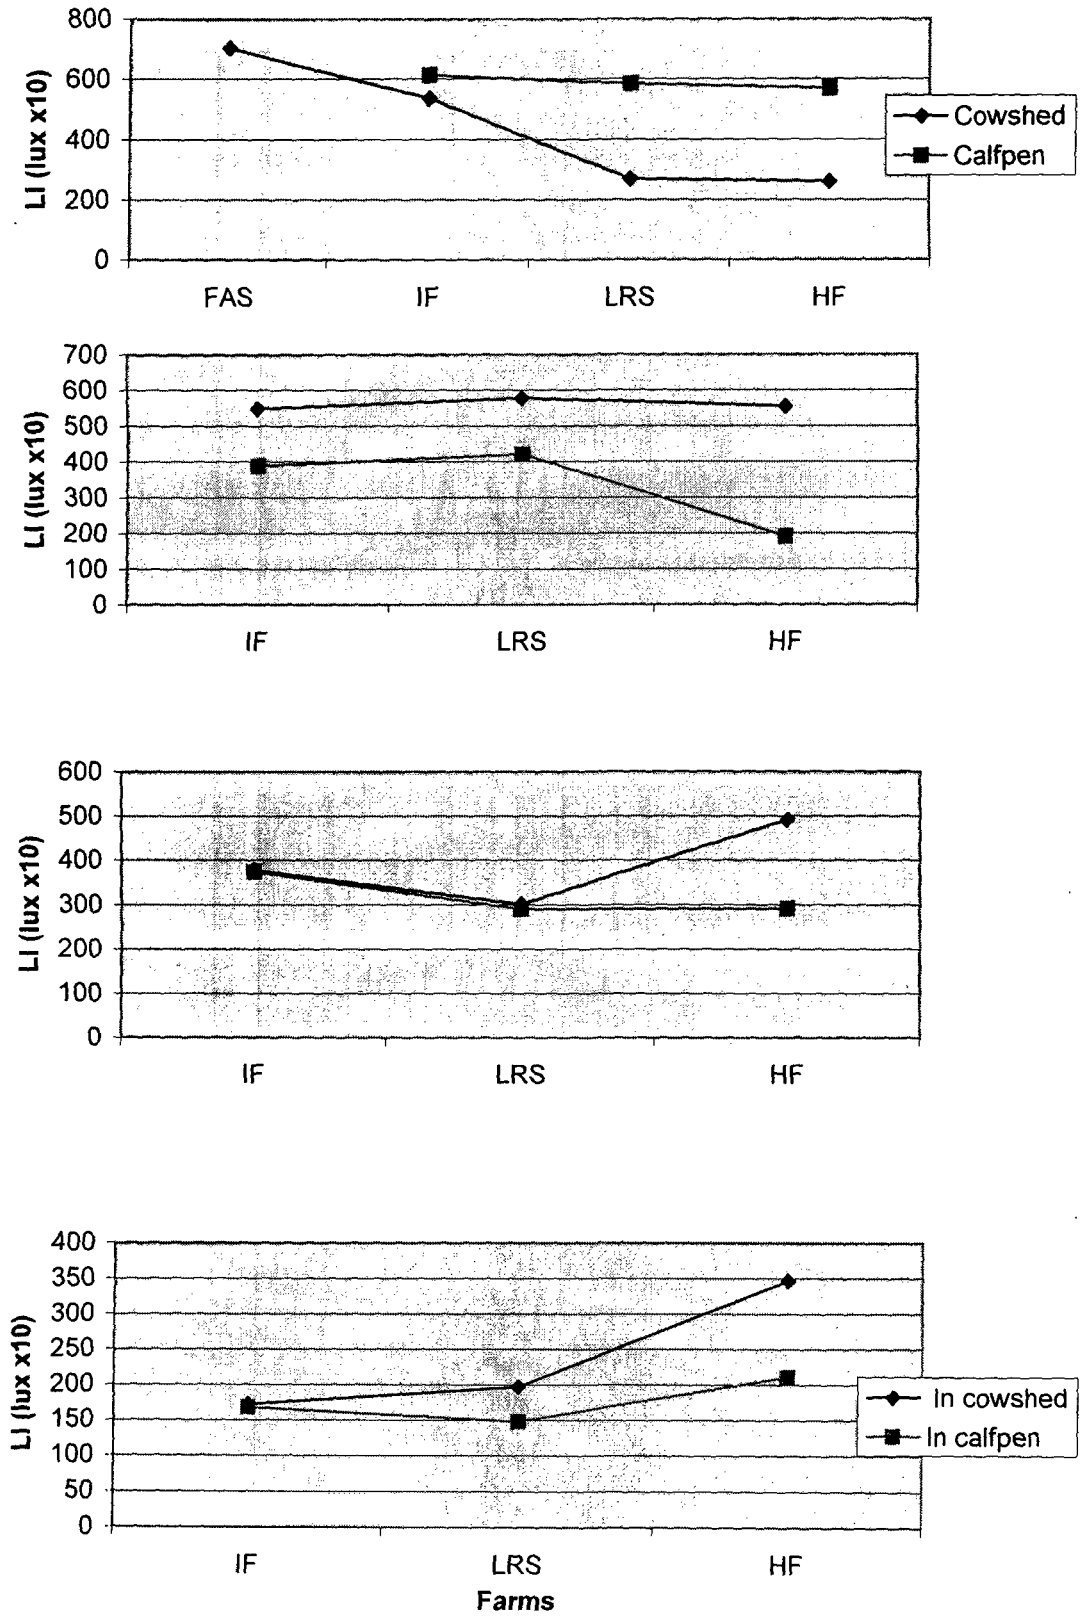 LI (lux x10)
800
600
400
200
0
Cowshed
Calfpen
FAS IF LRS HF
LI (lux x10)
700
600
500
400
300
200
100
0
IF LRS HF
LI (lux x10)
600
500
400
300
200
100
0
IF LRS HF
LI (lux x10)
400
350
300
250
200
150
100
50
0
In cowshed
In calfpen
IF LRS HF
Farms